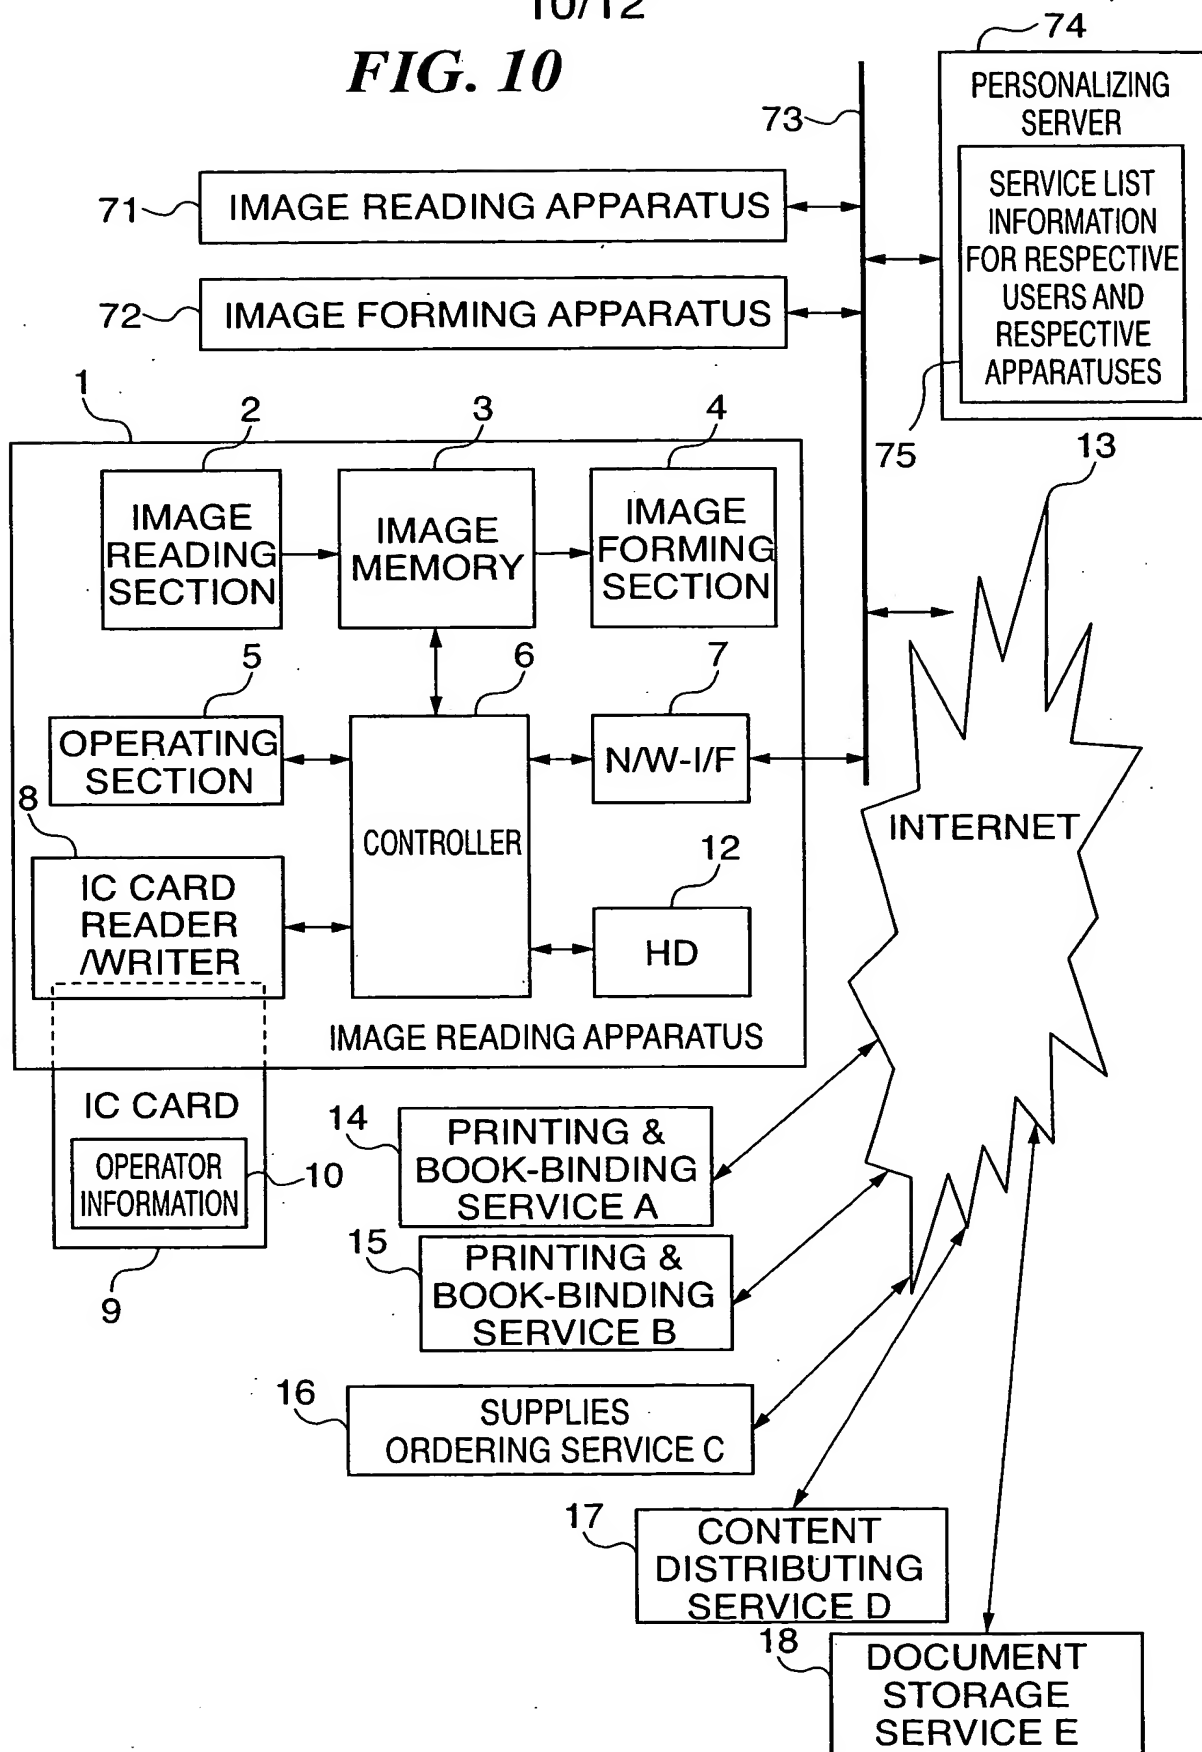 10/12
FIG. 10
74
PERSONALIZING
SERVER
73
SERVICE LIST
INFORMATION
FOR RESPECTIVE
USERS AND
RESPECTIVE
APPARATUSES
75
71
IMAGE READING APPARATUS
72
IMAGE FORMING APPARATUS
1
2
3
4
13
IMAGE
READING
SECTION
IMAGE
MEMORY
IMAGE
FORMING
SECTION
5
6
7
OPERATING
SECTION
N/W-I/F
8
CONTROLLER
INTERNET
IC CARD
READER
/WRITER
12
HD
IMAGE READING APPARATUS
IC CARD
OPERATOR
INFORMATION
10
9
14
PRINTING &
BOOK-BINDING
SERVICE A
15
PRINTING &
BOOK-BINDING
SERVICE B
16
SUPPLIES
ORDERING SERVICE C
17
CONTENT
DISTRIBUTING
SERVICE D
18
DOCUMENT
STORAGE
SERVICE E